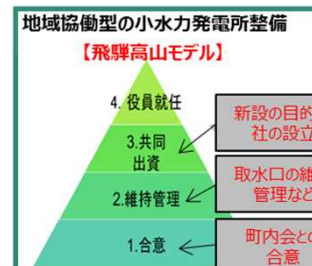 地域協働型の小水力発電所整備
【飛騨高山モデル】
4. 役員就任
3.共同
出資
2.維持管理
1.合意
新設の目的
社の設立
取水口の維
管理など
町内会との
合意